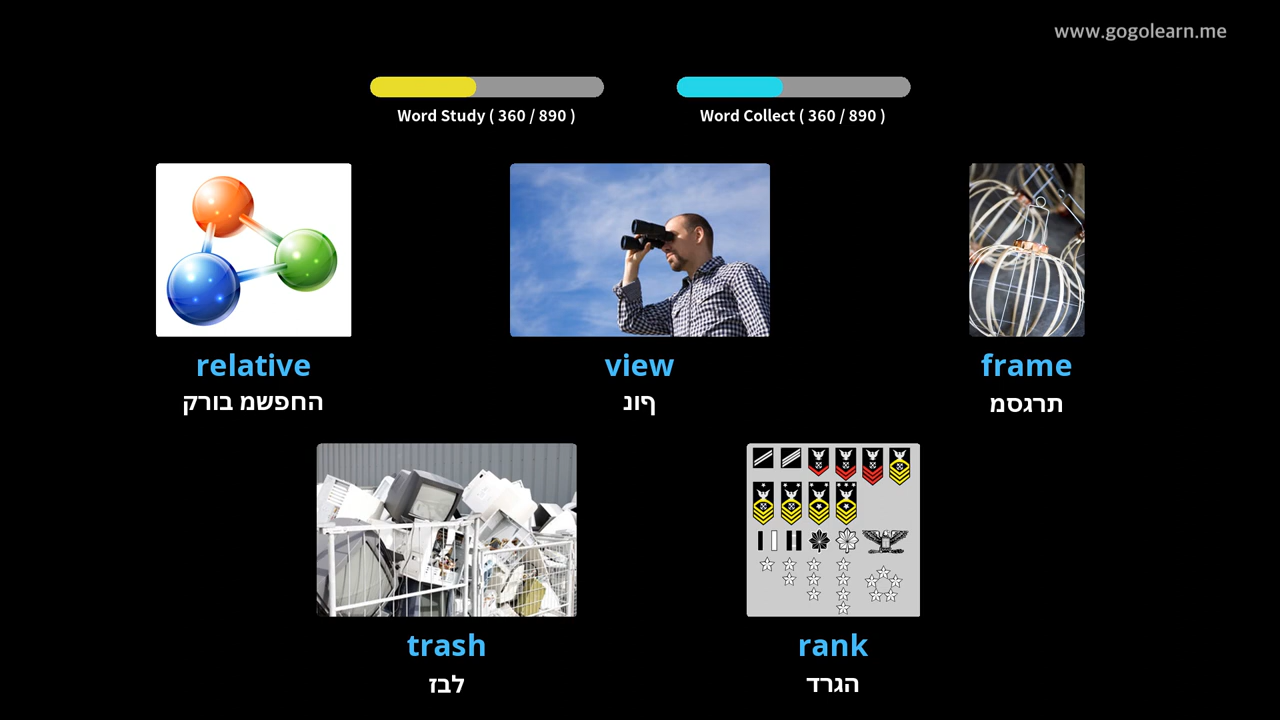 www.gogolearn.me
Word Study ( 360 / 890 )
Word Collect ( 360 / 890 )
relative
החפשמ בורק
view
ףונ
frame
תרגסמ
trash
לבז
rank
הגרד